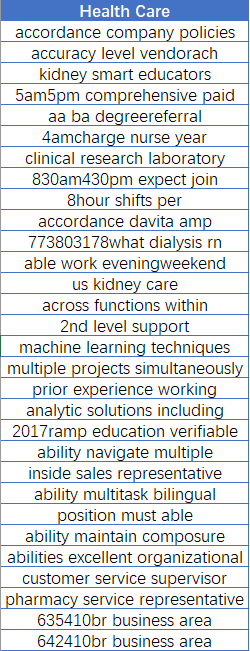 Health Care
accordance company policies
accuracy level vendorach
kidney smart educators
5am5pm comprehensive paid
aa ba degreereferral
4amcharge nurse year
clinical research laboratory
830am430pm expect join
8hour shifts per
accordance davita amp
773803178what dialysis rn
able work eveningweekend
us kidney care
across functions within
2nd level support
machine learning techniques
multiple projects simultaneously
prior experience working
analytic solutions including
2017ramp education verifiable
ability navigate multiple
inside sales representative
ability multitask bilingual
position must able
ability maintain composure
abilities excellent organizational
customer service supervisor
pharmacy service representative
635410br business area
642410br business area